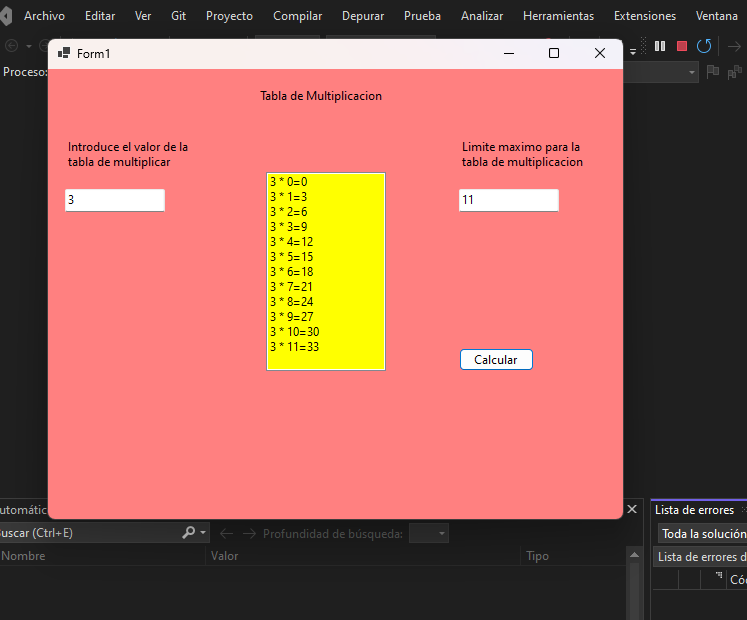 Archivo Editar Ver Git Proyecto Compilar Depurar Prueba Analizar Herramientas Extensiones Ventana
Proceso:
Form1
Tabla de Multiplicacion
Introduce el valor de la
tabla de multiplicar
3
3 * 0=0
3 * 1=3
3 * 2=6
3 * 3=9
3 * 4=12
3 * 5=15
3 * 6=18
3 * 7=21
3 * 8=24
3 * 9=27
3 * 10=30
3 * 11=33
Limite maximo para la
tabla de multiplicacion
11
Calcular
utomátic
uscar (Ctrl+E)
Profundidad de búsqueda:
Nombre Valor Tipo
Lista de errores
Toda la solución
Lista de errores d
Có